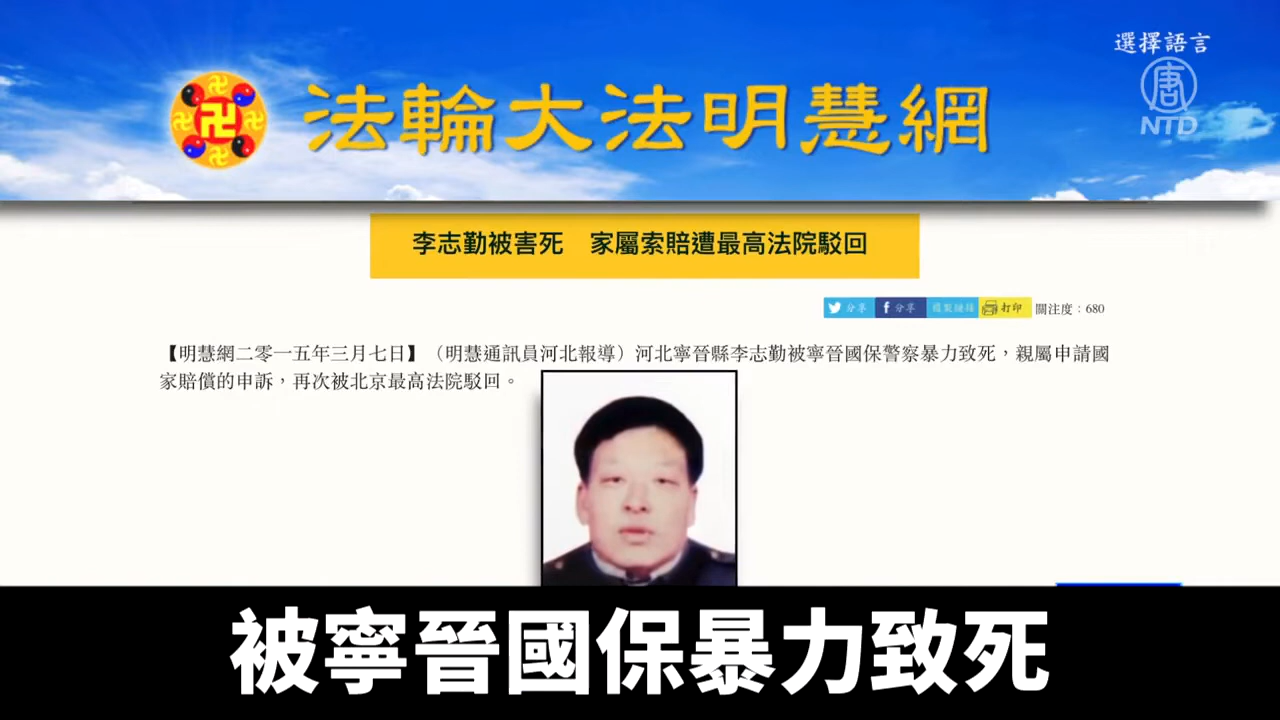 選擇語言
唐
NTD
法輪大法明慧網
李志勤被害死　家屬索賠遭最高法院駁回
分享 分享 檔案鏈接 打印 關注度：680
【明慧網二零一五年三月七日】（明慧通訊員河北報導）河北寧晉縣李志勤被寧晉國保警察暴力致死，親屬申請國
家賠償的申訴，再次被北京最高法院駁回。
被寧晉國保暴力致死